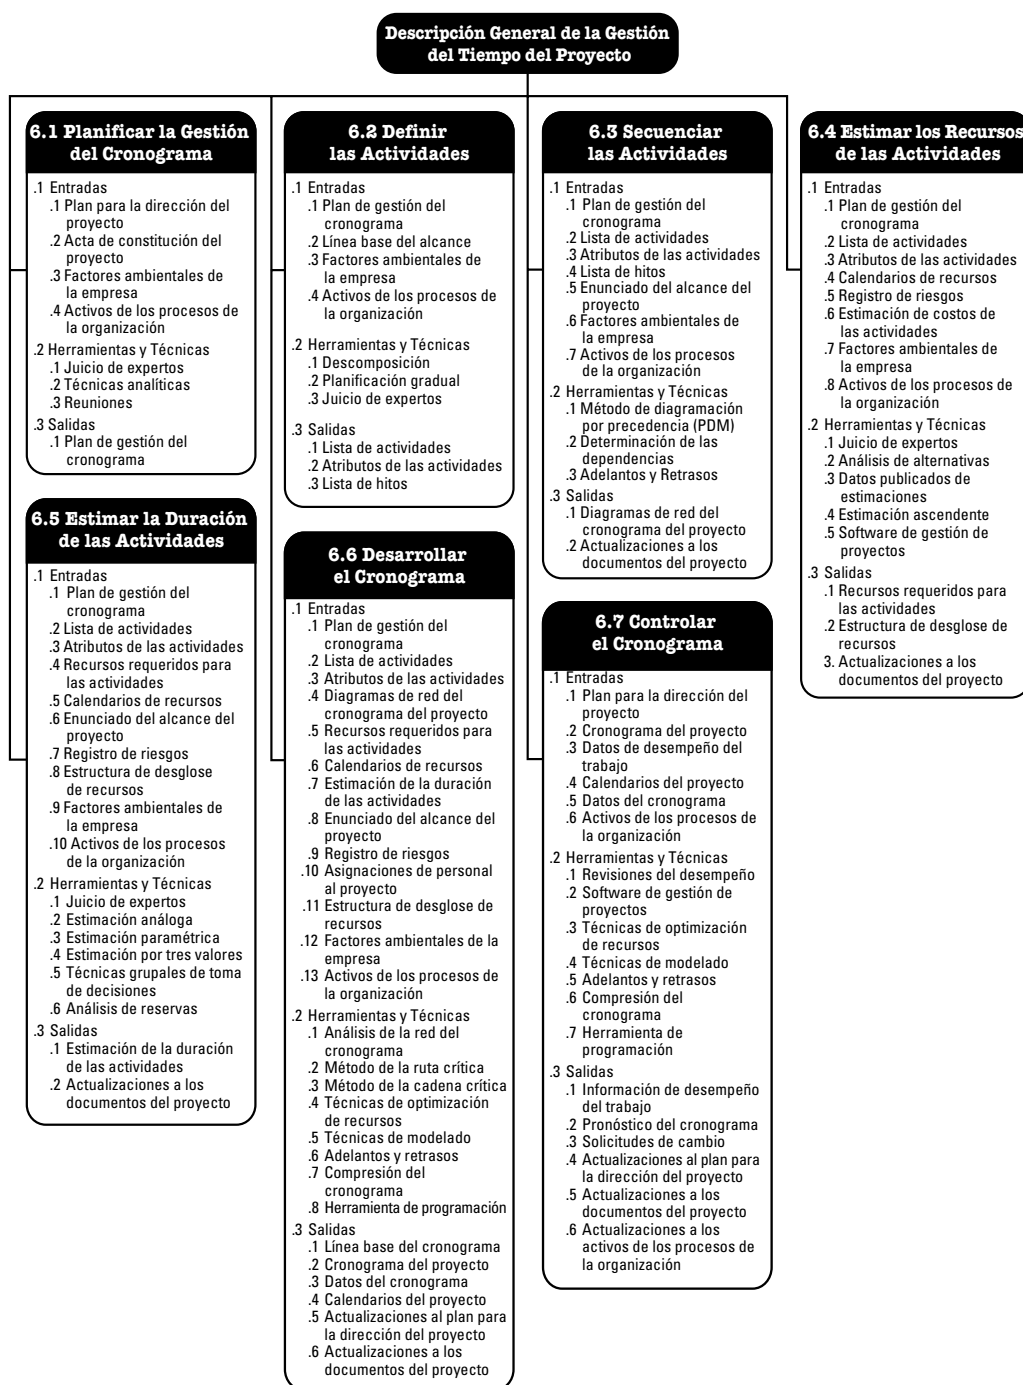 Descripción General de la Gestión
del Tiempo del Proyecto
6.1 Planificar la Gestión
del Cronograma
.1 Entradas
.1 Plan para la dirección del
proyecto
.2 Acta de constitución del
proyecto
.3 Factores ambientales de
la empresa
.4 Activos de los procesos de
la organización
.2 Herramientas y Técnicas
.1 Juicio de expertos
.2 Técnicas analíticas
.3 Reuniones
.3 Salidas
.1 Plan de gestión del
cronograma
6.2 Definir
las Actividades
.1 Entradas
.1 Plan de gestión del
cronograma
.2 Línea base del alcance
.3 Factores ambientales de
la empresa
.4 Activos de los procesos de
la organización
.2 Herramientas y Técnicas
.1 Descomposición
.2 Planificación gradual
.3 Juicio de expertos
.3 Salidas
.1 Lista de actividades
.2 Atributos de las actividades
.3 Lista de hitos
6.3 Secuenciar
las Actividades
.1 Entradas
.1 Plan de gestión del
cronograma
.2 Lista de actividades
.3 Atributos de las actividades
.4 Lista de hitos
.5 Enunciado del alcance del
proyecto
.6 Factores ambientales de
la empresa
.7 Activos de los procesos
de la organización
.2 Herramientas y Técnicas
.1 Método de diagramación
por precedencia (PDM)
.2 Determinación de las
dependencias
.3 Adelantos y Retrasos
.3 Salidas
.1 Diagramas de red del
cronograma del proyecto
.2 Actualizaciones a los
documentos del proyecto
6.4 Estimar los Recursos
de las Actividades
.1 Entradas
.1 Plan de gestión del
cronograma
.2 Lista de actividades
.3 Atributos de las actividades
.4 Calendarios de recursos
.5 Registro de riesgos
.6 Estimación de costos de
las actividades
.7 Factores ambientales de
la empresa
.8 Activos de los procesos de
la organización
.2 Herramientas y Técnicas
.1 Juicio de expertos
.2 Análisis de alternativas
.3 Datos publicados de
estimaciones
.4 Estimación ascendente
.5 Software de gestión de
proyectos
.3 Salidas
.1 Recursos requeridos para
las actividades
.2 Estructura de desglose de
recursos
3. Actualizaciones a los
documentos del proyecto
6.5 Estimar la Duración
de las Actividades
.1 Entradas
.1 Plan de gestión del
cronograma
.2 Lista de actividades
.3 Atributos de las actividades
.4 Recursos requeridos para
las actividades
.5 Calendarios de recursos
.6 Enunciado del alcance del
proyecto
.7 Registro de riesgos
.8 Estructura de desglose
de recursos
.9 Factores ambientales de
la empresa
.10 Activos de los procesos
de la organización
.2 Herramientas y Técnicas
.1 Juicio de expertos
.2 Estimación análoga
.3 Estimación paramétrica
.4 Estimación por tres valores
.5 Técnicas grupales de toma
de decisiones
.6 Análisis de reservas
.3 Salidas
.1 Estimación de la duración
de las actividades
.2 Actualizaciones a los
documentos del proyecto
6.6 Desarrollar
el Cronograma
.1 Entradas
.1 Plan de gestión del
cronograma
.2 Lista de actividades
.3 Atributos de las actividades
.4 Diagramas de red del
cronograma del proyecto
.5 Recursos requeridos para
las actividades
.6 Calendarios de recursos
.7 Estimación de la duración
de las actividades
.8 Enunciado del alcance del
proyecto
.9 Registro de riesgos
.10 Asignaciones de personal
al proyecto
.11 Estructura de desglose de
recursos
.12 Factores ambientales de la
empresa
.13 Activos de los procesos de
la organización
.2 Herramientas y Técnicas
.1 Análisis de la red del
cronograma
.2 Método de la ruta crítica
.3 Método de la cadena crítica
.4 Técnicas de optimización
de recursos
.5 Técnicas de modelado
.6 Adelantos y retrasos
.7 Compresión del
cronograma
.8 Herramienta de programación
.3 Salidas
.1 Línea base del cronograma
.2 Cronograma del proyecto
.3 Datos del cronograma
.4 Calendarios del proyecto
.5 Actualizaciones al plan para
la dirección del proyecto
.6 Actualizaciones a los
documentos del proyecto
6.7 Controlar
el Cronograma
.1 Entradas
.1 Plan para la dirección del
proyecto
.2 Cronograma del proyecto
.3 Datos de desempeño del
trabajo
.4 Calendarios del proyecto
.5 Datos del cronograma
.6 Activos de los procesos de
la organización
.2 Herramientas y Técnicas
.1 Revisiones del desempeño
.2 Software de gestión de
proyectos
.3 Técnicas de optimización
de recursos
.4 Técnicas de modelado
.5 Adelantos y retrasos
.6 Compresión del
cronograma
.7 Herramienta de
programación
.3 Salidas
.1 Información de desempeño
del trabajo
.2 Pronóstico del cronograma
.3 Solicitudes de cambio
.4 Actualizaciones al plan para
la dirección del proyecto
.5 Actualizaciones a los
documentos del proyecto
.6 Actualizaciones a los
activos de los procesos de
la organización